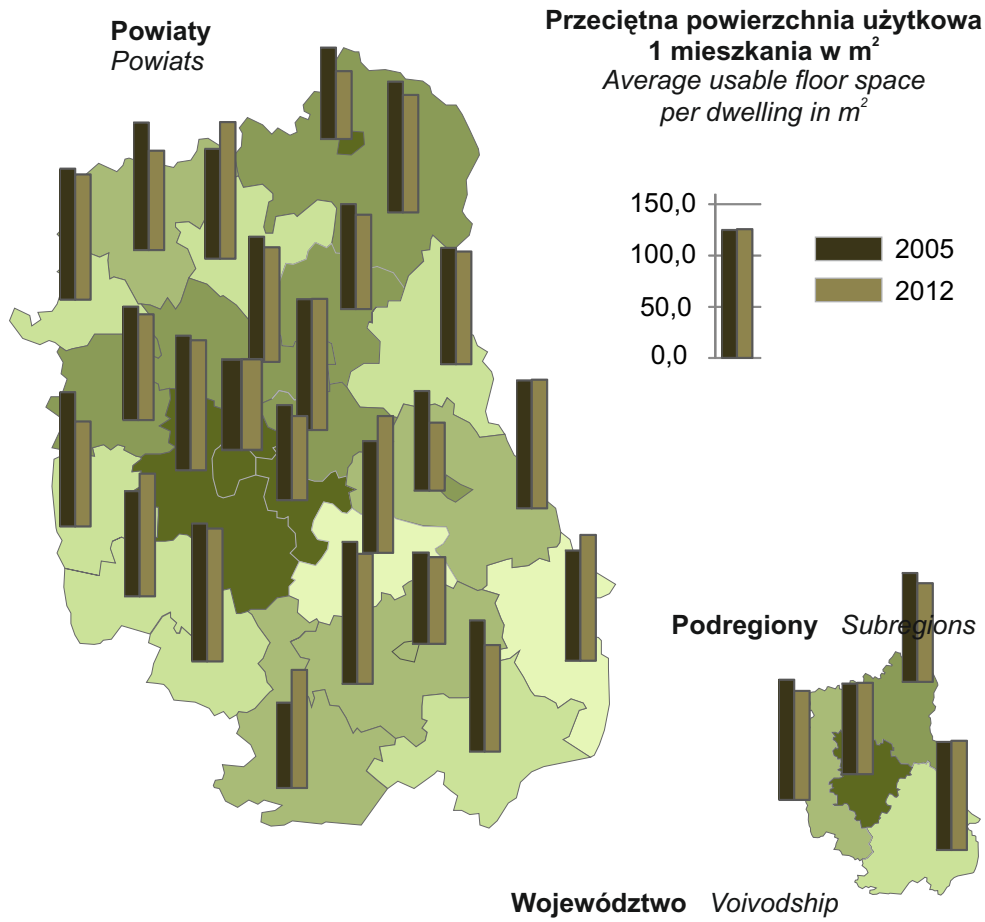 Powiaty
Powiats
Przeciętna powierzchnia użytkowa
1 mieszkania w m²
Average usable floor space
per dwelling in m²
150,0
100,0
50,0
0,0
2005
2012
Podregiony Subregions
Województwo Voivodship